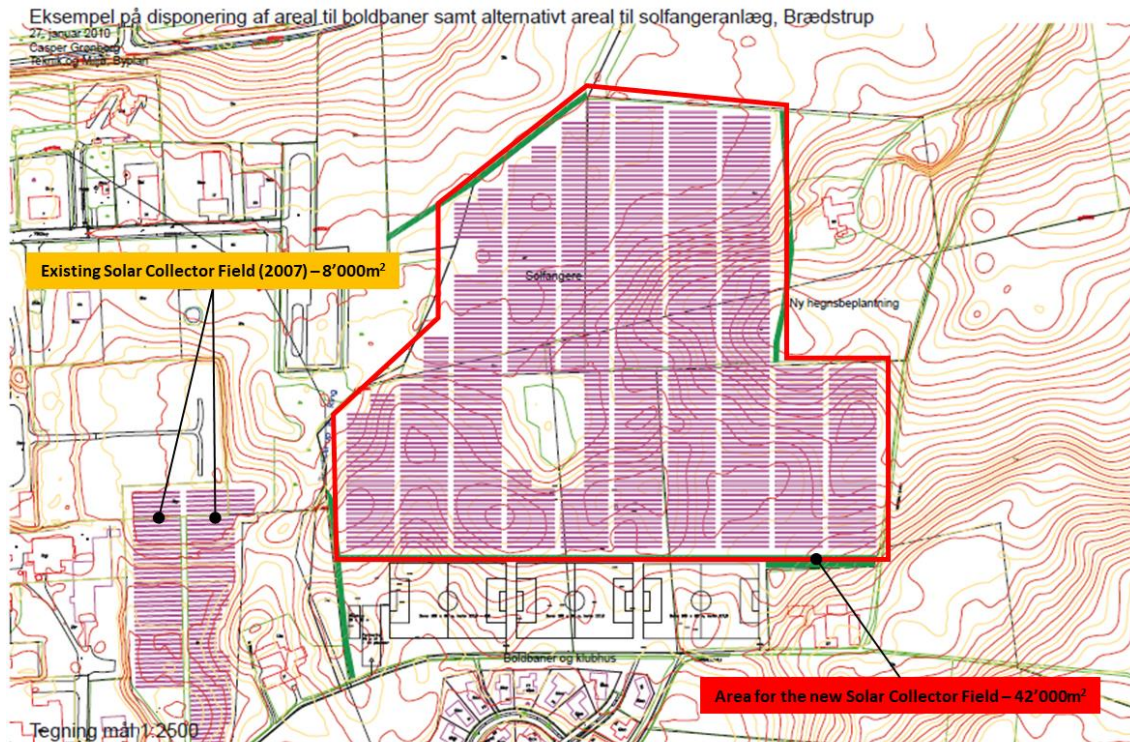 Eksempel på disponering af areal til boldbaner samt alternativt areal til solfangeranlæg, Brædstrup
27. januar 2010
Casper Grønborg
Teknik og Miljø, Byplan
Existing Solar Collector Field (2007) – 8’000m²
Solfangere
Ny hegnsbeplantning
Boldbaner og klubhus
Area for the new Solar Collector Field – 42’000m²
Tegning mål 1:2500